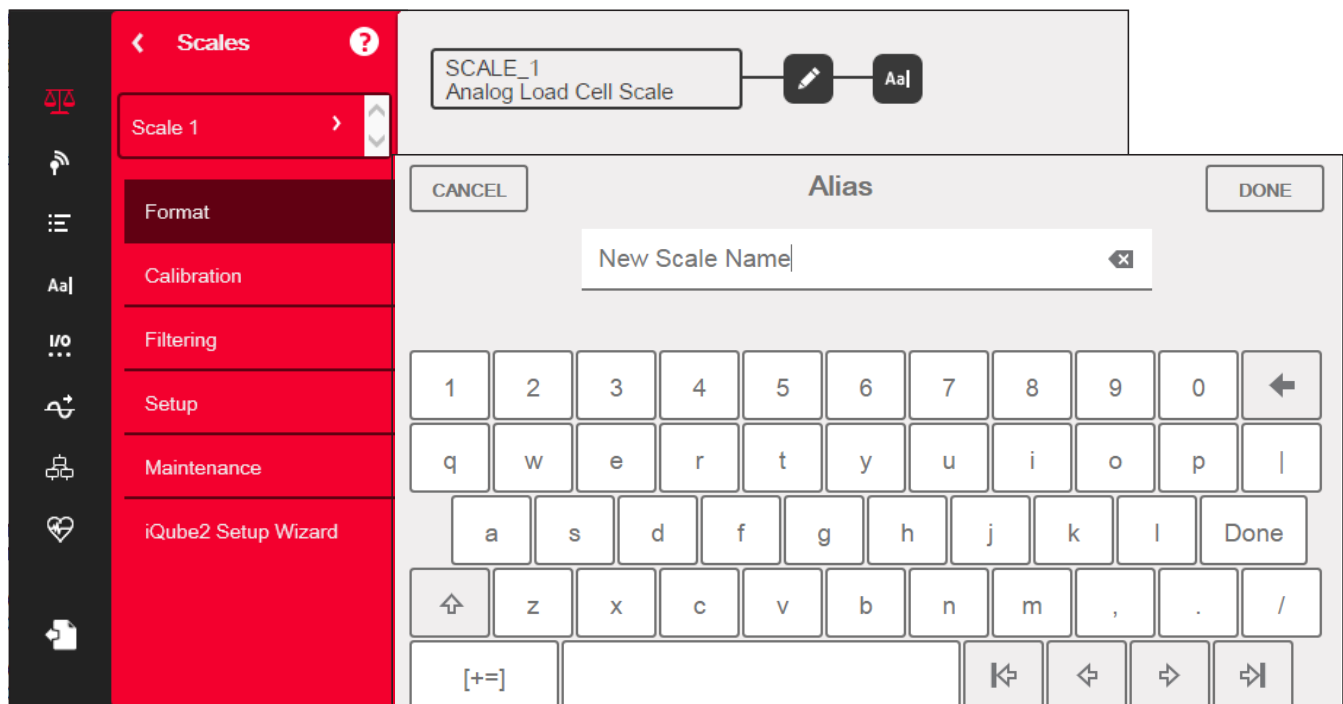 Scales
?
SCALE_1
Analog Load Cell Scale
Aa
Scale 1
Format
Calibration
Filtering
Setup
Maintenance
iQube2 Setup Wizard
Aa
I/O
CANCEL
Alias
DONE
New Scale Name
1 2 3 4 5 6 7 8 9 0
q w e r t y u i o p |
a s d f g h j k l Done
z x c v b n m , . /
[+=]